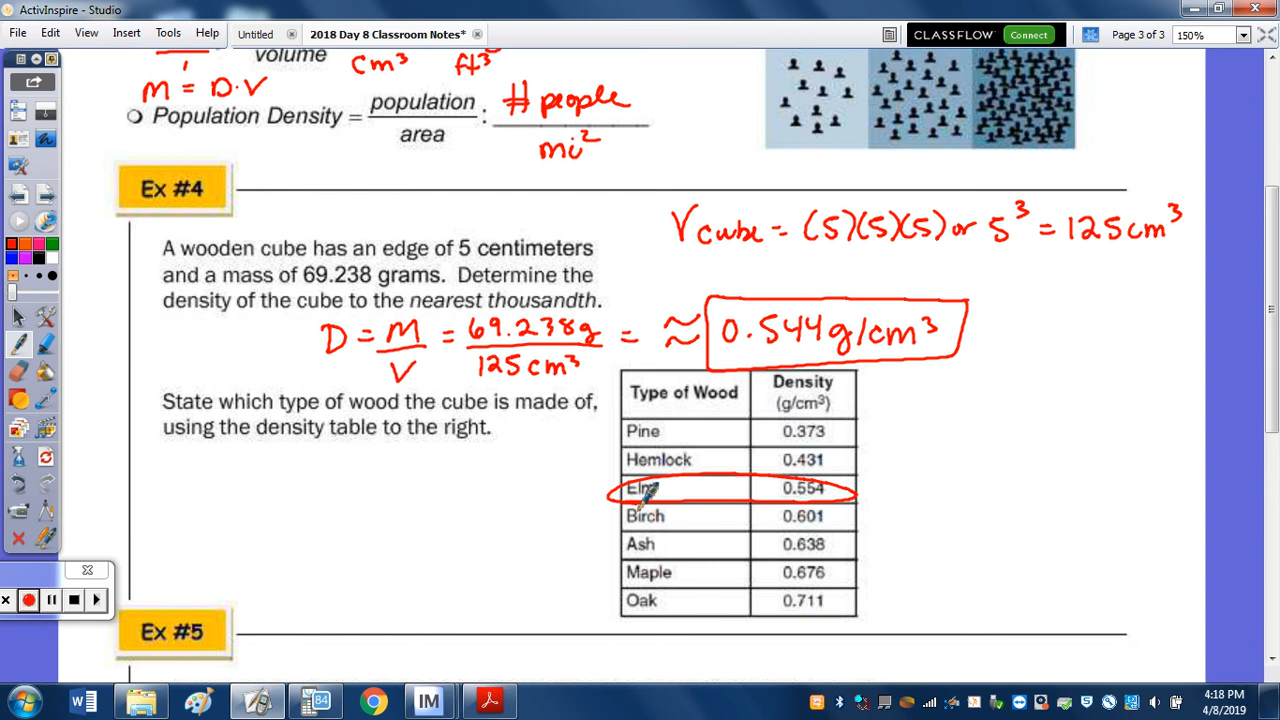 ActivInspire - Studio
File Edit View Insert Tools Help
Untitled
2018 Day 8 Classroom Notes*
CLASSFLOW Connect
Page 3 of 3
150%
volume cm³ ft³
M = D·V
Population Density = population / area : # people / mi²
Ex #4
V cube = (5)(5)(5) or 5³ = 125cm³
A wooden cube has an edge of 5 centimeters
and a mass of 69.238 grams. Determine the
density of the cube to the nearest thousandth.
D = M / V = 69.238g / 125cm³ = ≈ 0.544g/cm³
State which type of wood the cube is made of,
using the density table to the right.
Type of Wood Density (g/cm³)
Pine 0.373
Hemlock 0.431
Elm 0.554
Birch 0.601
Ash 0.638
Maple 0.676
Oak 0.711
Ex #5
W
84
IM
4:18 PM
4/8/2019